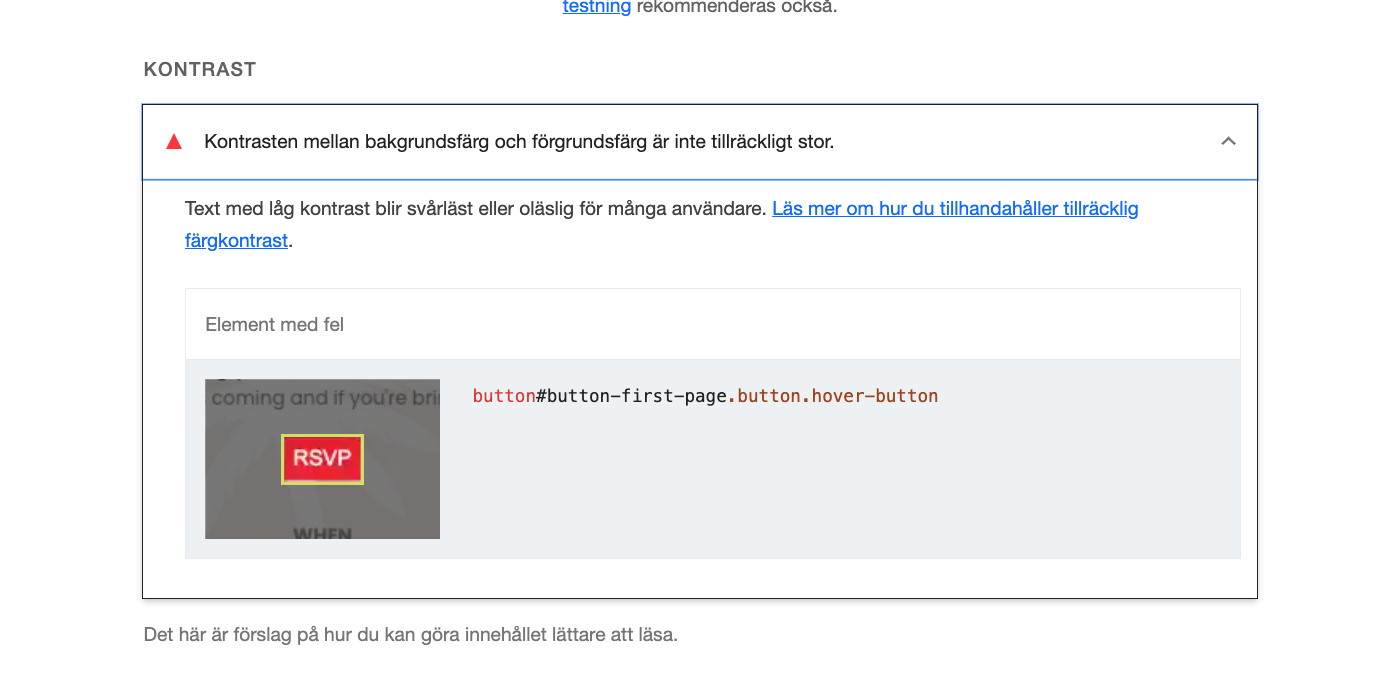 testning rekommenderas också.
KONTRAST
Kontrasten mellan bakgrundsfärg och förgrundsfärg är inte tillräckligt stor.
Text med låg kontrast blir svårläst eller oläslig för många användare. Läs mer om hur du tillhandahåller tillräcklig
färgkontrast.
Element med fel
coming and if you're
button#button-first-page.button.hover-button
RSVP
WHEN
Det här är förslag på hur du kan göra innehållet lättare att läsa.